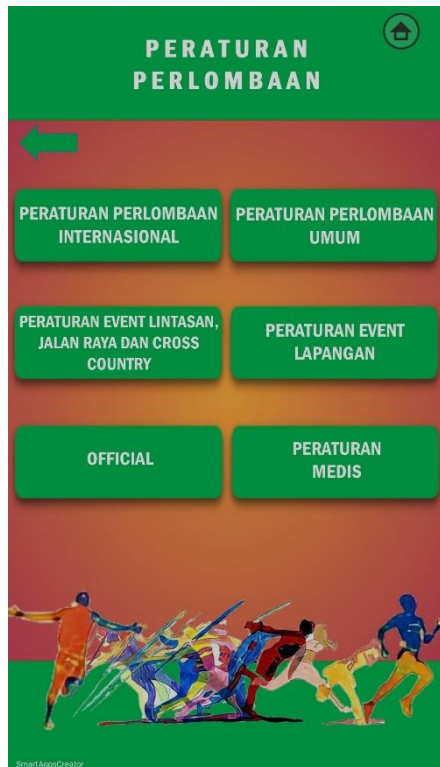 PERATURAN
PERLOMBAAN
PERATURAN PERLOMBAAN
INTERNASIONAL
PERATURAN PERLOMBAAN
UMUM
PERATURAN EVENT LINTASAN,
JALAN RAYA DAN CROSS
COUNTRY
PERATURAN EVENT
LAPANGAN
OFFICIAL
PERATURAN
MEDIS
SmartAppsCreator